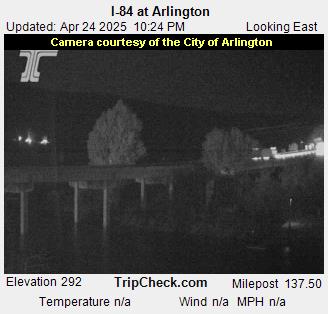 I-84 at Arlington
Updated: Apr 24 2025 10:24 PM Looking East
Camera courtesy of the City of Arlington
Elevation 292 TripCheck.com Milepost 137.50
Temperature n/a Wind n/a MPH n/a